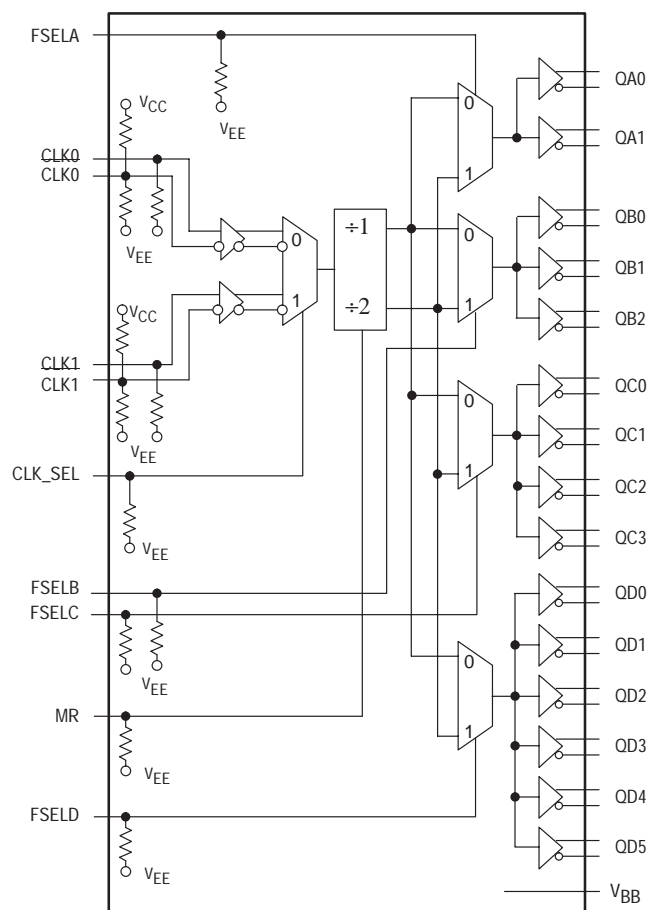 FSELA
VCC
VEE
CLK0
CLK0
VEE
VCC
CLK1
CLK1
VEE
CLK_SEL
VEE
FSELB
FSELC
VEE
MR
VEE
FSELD
VEE
0
1
÷1
÷2
0
1
0
1
0
1
0
1
QA0
QA1
QB0
QB1
QB2
QC0
QC1
QC2
QC3
QD0
QD1
QD2
QD3
QD4
QD5
VBB